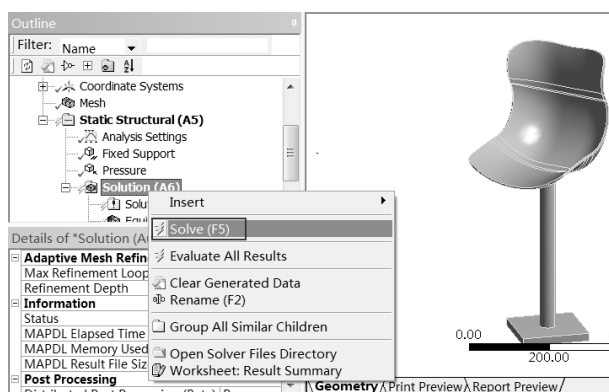 Outline
Filter: Name
Coordinate Systems
Mesh
Static Structural (A5)
Analysis Settings
Fixed Support
Pressure
Solution (A6)
Solu
Equi
Insert
Solve (F5)
Evaluate All Results
Clear Generated Data
Rename (F2)
Group All Similar Children
Open Solver Files Directory
Worksheet: Result Summary
Details of "Solution (A
Adaptive Mesh Refin
Max Refinement Loop
Refinement Depth
Information
Status
MAPDL Elapsed Time
MAPDL Memory Used
MAPDL Result File Siz
Post Processing
0.00
200.00
Geometry Print Preview Report Preview